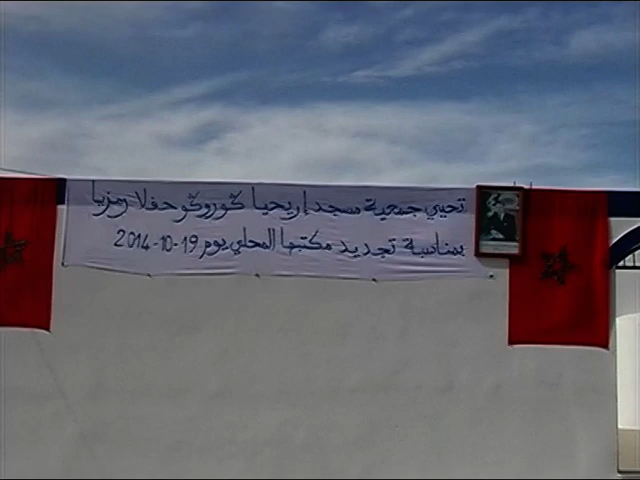 تحيي جمعية مسجد إريحيا ڭوروڭو حفلا رمزيا
بمناسبة تجديد مكتبها المحلي يوم 19-10-2014